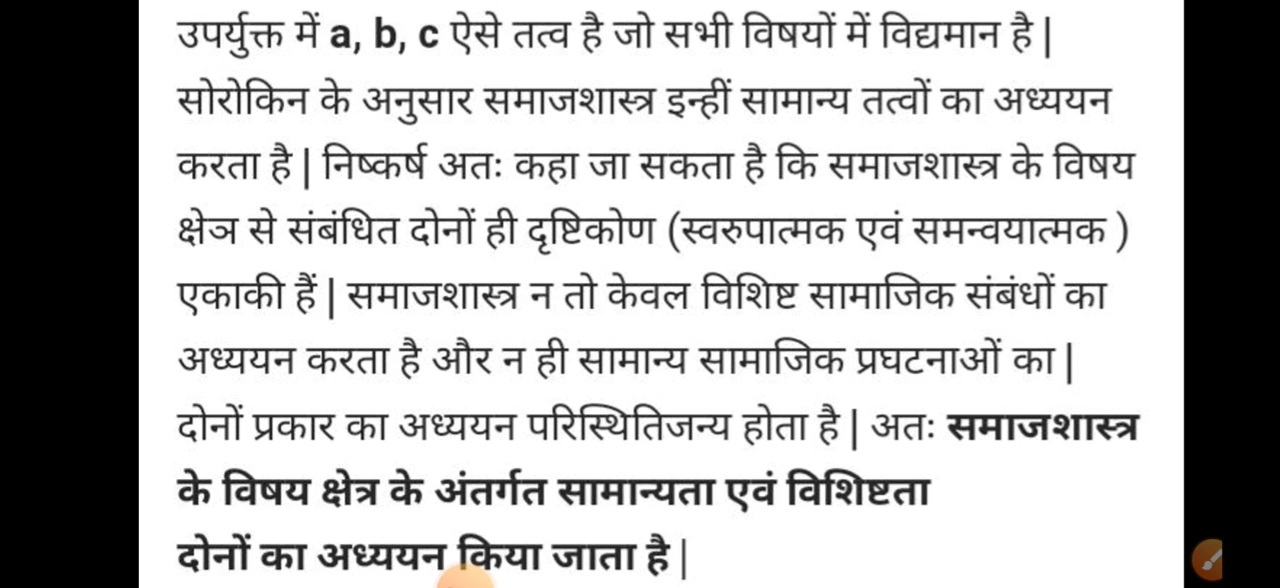 उपर्युक्त में a, b, c ऐसे तत्व है जो सभी विषयों में विद्यमान है |
सोरोकिन के अनुसार समाजशास्त्र इन्हीं सामान्य तत्वों का अध्ययन
करता है | निष्कर्ष अतः कहा जा सकता है कि समाजशास्त्र के विषय
क्षेञ से संबंधित दोनों ही दृष्टिकोण (स्वरुपात्मक एवं समन्वयात्मक )
एकाकी हैं | समाजशास्त्र न तो केवल विशिष्ट सामाजिक संबंधों का
अध्ययन करता है और न ही सामान्य सामाजिक प्रघटनाओं का |
दोनों प्रकार का अध्ययन परिस्थितिजन्य होता है | अतः समाजशास्त्र
के विषय क्षेत्र के अंतर्गत सामान्यता एवं विशिष्टता
दोनों का अध्ययन किया जाता है |